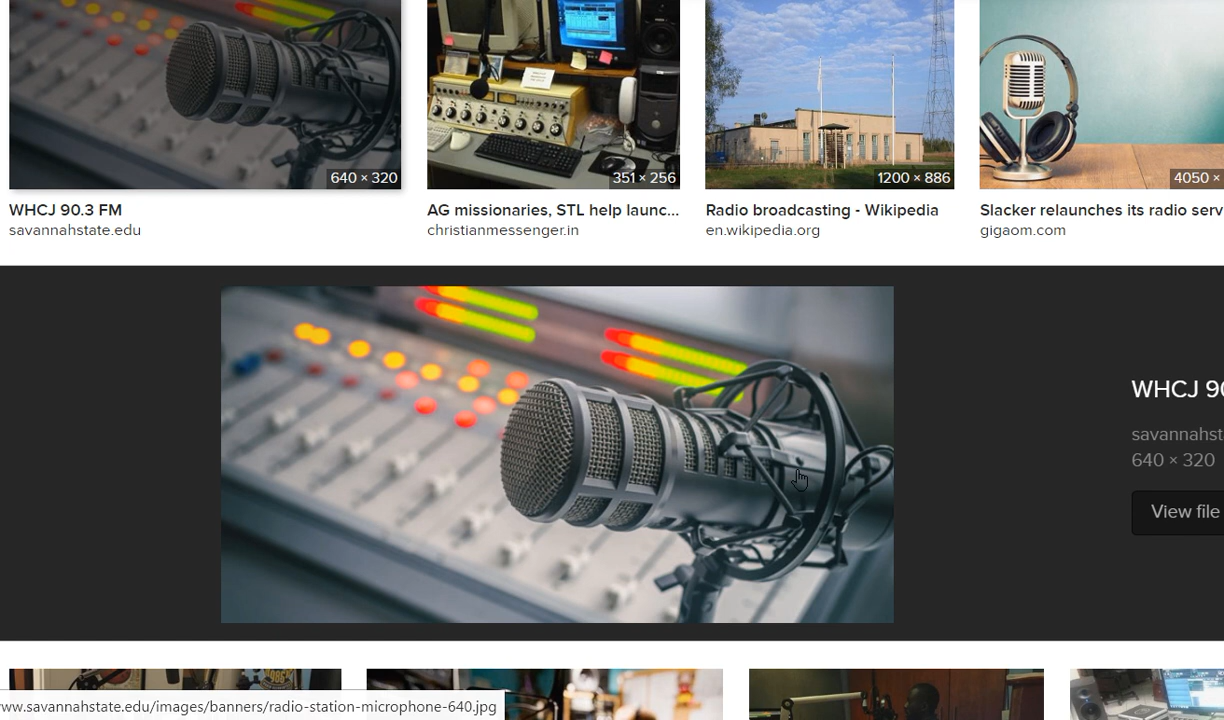 640 × 320
351 × 256
1200 × 886
4050 ×
WHCJ 90.3 FM
AG missionaries, STL help launc...
Radio broadcasting - Wikipedia
Slacker relaunches its radio serv
savannahstate.edu
christianmessenger.in
en.wikipedia.org
gigaom.com
WHCJ 90
savannahst
640 × 320
View file
www.savannahstate.edu/images/banners/radio-station-microphone-640.jpg